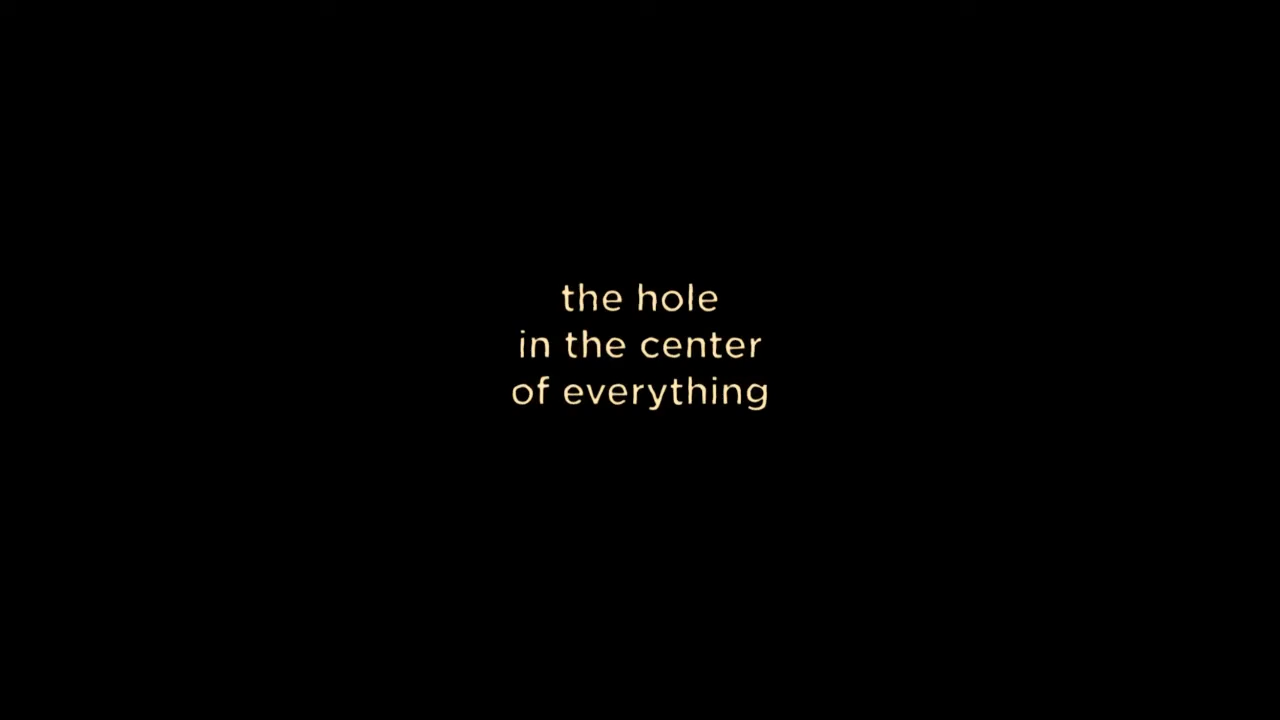 the hole
in the center
of everything